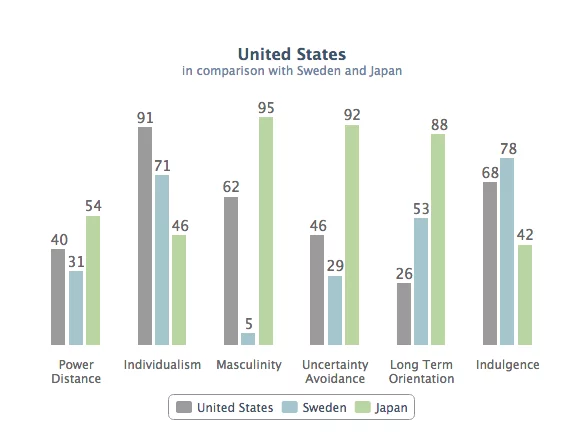 United States
in comparison with Sweden and Japan
91
71
46
40
31
54
62
5
95
46
29
92
26
53
88
68
78
42
Power
Distance
Individualism
Masculinity
Uncertainty
Avoidance
Long Term
Orientation
Indulgence
United States
Sweden
Japan